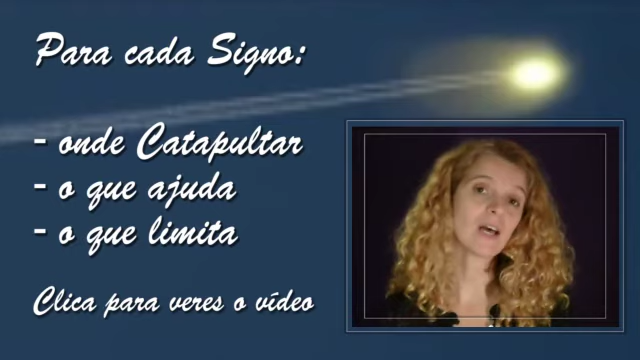 Para cada Signo:
- onde Catapultar
- o que ajuda
- o que limita
Clica para veres o vídeo